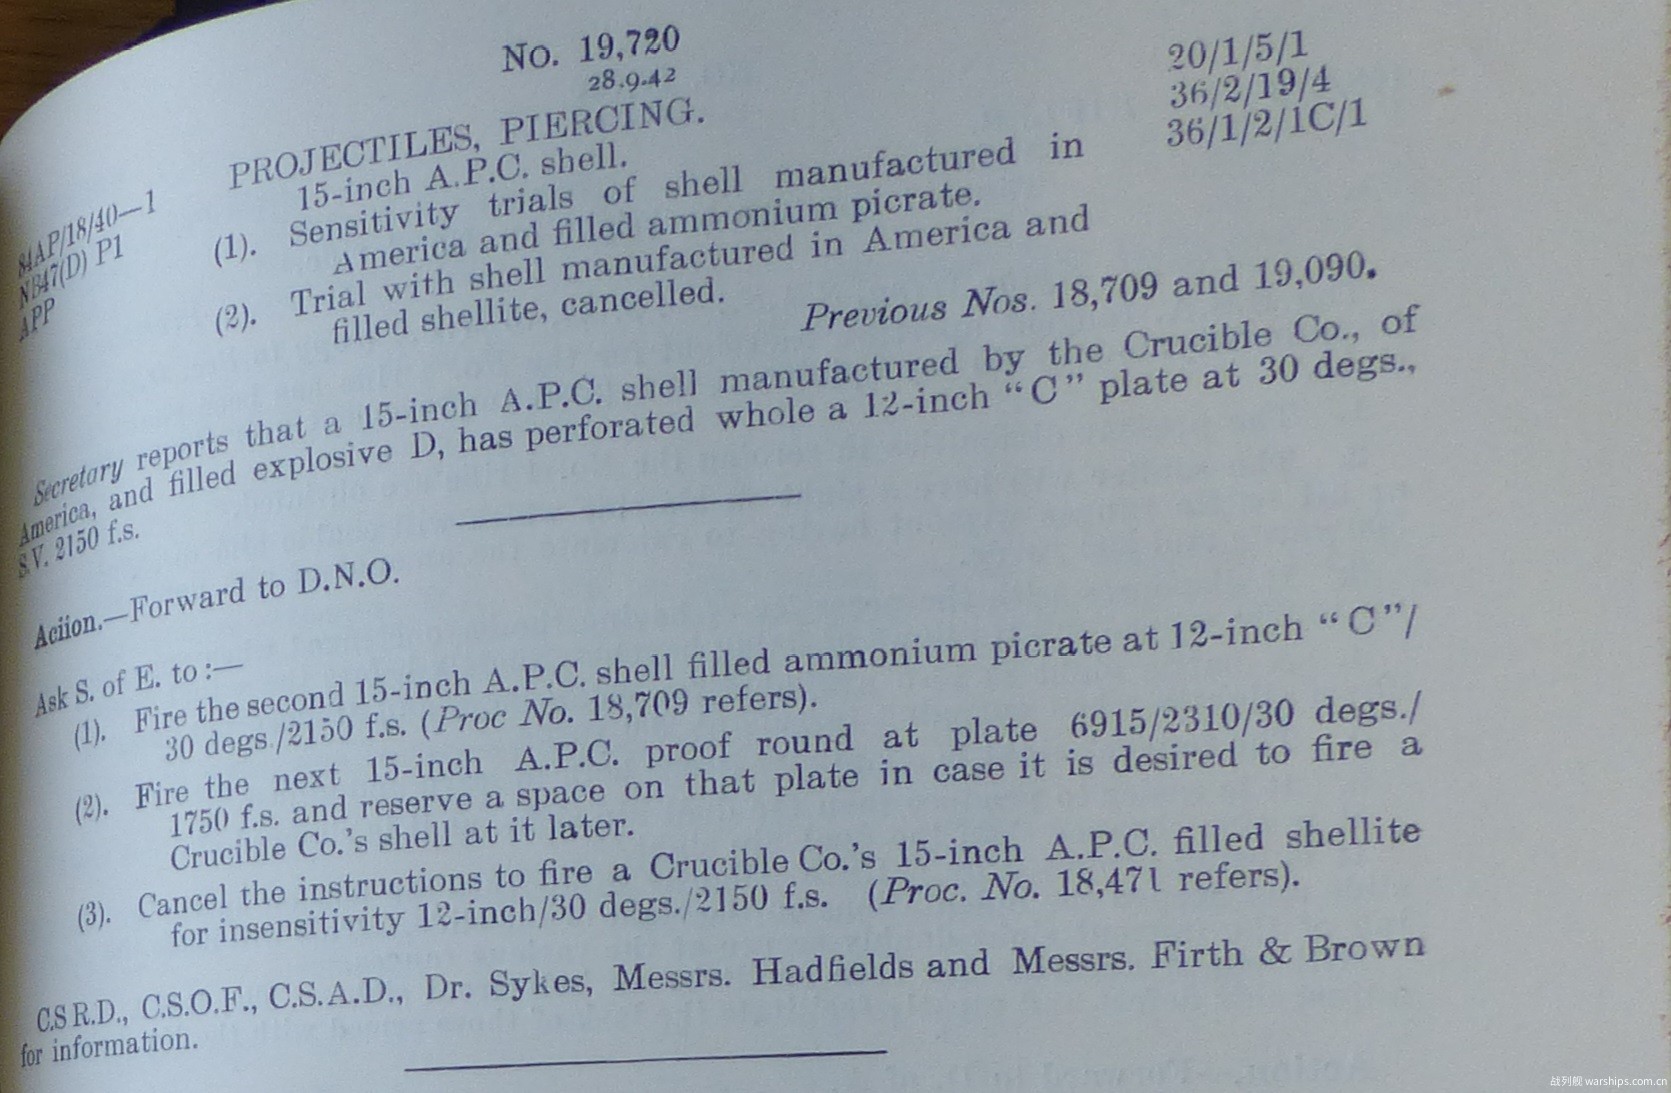 No. 19,720
28.9.42
20/1/5/1
36/2/19/4
36/1/2/1C/1
PROJECTILES, PIERCING.
15-inch A.P.C. shell.
84AP/18/40—1
NB47(D) P1
APP
(1). Sensitivity trials of shell manufactured in
America and filled ammonium picrate.
(2). Trial with shell manufactured in America and
filled shellite, cancelled.
Previous Nos. 18,709 and 19,090.
Secretary reports that a 15-inch A.P.C. shell manufactured by the Crucible Co., of
America, and filled explosive D, has perforated whole a 12-inch “C” plate at 30 degs.,
S.V. 2150 f.s.
Aciion.—Forward to D.N.O.
Ask S. of E. to :—
(1). Fire the second 15-inch A.P.C. shell filled ammonium picrate at 12-inch “C”/
30 degs./2150 f.s. (Proc No. 18,709 refers).
(2). Fire the next 15-inch A.P.C. proof round at plate 6915/2310/30 degs./
1750 f.s. and reserve a space on that plate in case it is desired to fire a
Crucible Co.’s shell at it later.
(3). Cancel the instructions to fire a Crucible Co.’s 15-inch A.P.C. filled shellite
for insensitivity 12-inch/30 degs./2150 f.s. (Proc. No. 18,471 refers).
C.S R.D., C.S.O.F., C.S.A.D., Dr. Sykes, Messrs. Hadfields and Messrs. Firth & Brown
for information.
战列舰 warships.com.cn